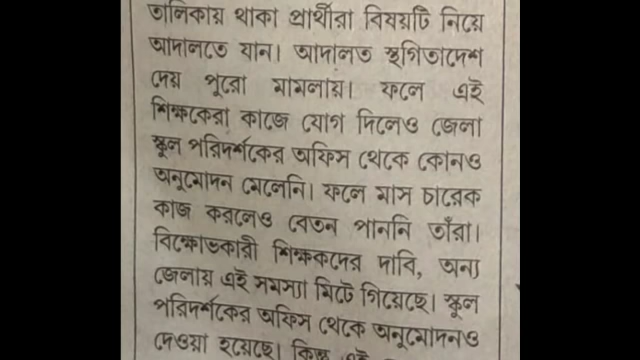 তালিকায় থাকা প্রার্থীরা বিষয়টি নিয়ে
আদালতে যান। আদালত স্থগিতাদেশ
দেয় পুরো মামলায়। ফলে এই
শিক্ষকেরা কাজে যোগ দিলেও জেলা
স্কুল পরিদর্শকের অফিস থেকে কোনও
অনুমোদন মেলেনি। ফলে মাস চারেক
কাজ করলেও বেতন পাননি তাঁরা।
বিক্ষোভকারী শিক্ষকদের দাবি, অন্য
জেলায় এই সমস্যা মিটে গিয়েছে। স্কুল
পরিদর্শকের অফিস থেকে অনুমোদনও
দেওয়া হয়েছে। কিন্তু এই